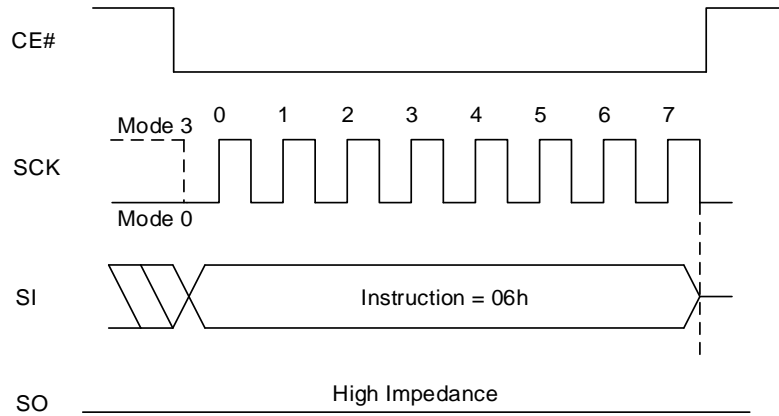 CE#
0 1 2 3 4 5 6 7
Mode 3
SCK
Mode 0
SI
Instruction = 06h
High Impedance
SO